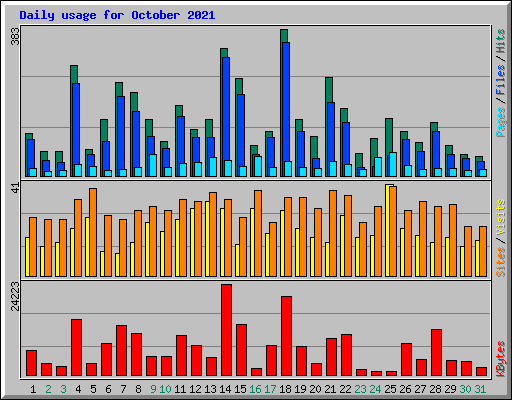 Daily usage for October 2021
383
Pages / Files / Hits
41
Sites / Visits
24223
KBytes
1 2 3 4 5 6 7 8 9 10 11 12 13 14 15 16 17 18 19 20 21 22 23 24 25 26 27 28 29 30 31